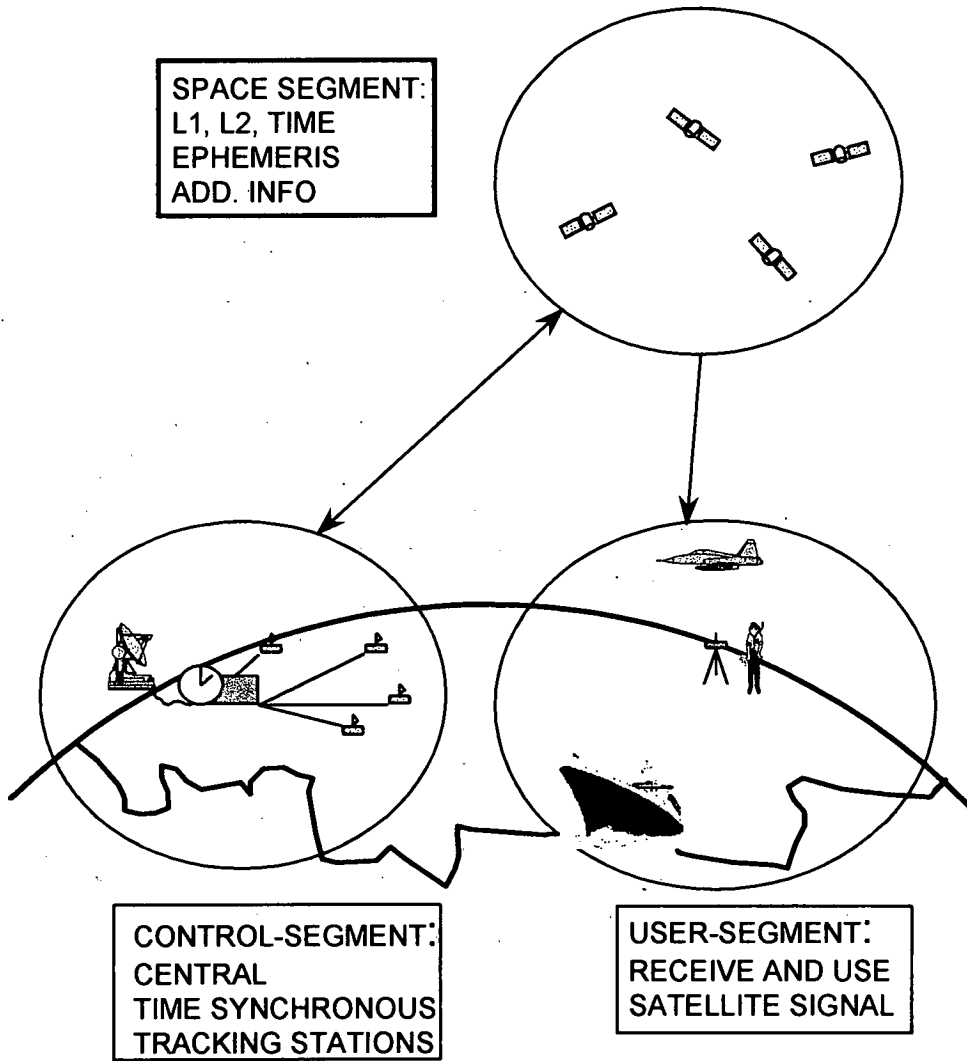 SPACE SEGMENT:
L1, L2, TIME
EPHEMERIS
ADD. INFO
CONTROL-SEGMENT:
CENTRAL
TIME SYNCHRONOUS
TRACKING STATIONS
USER-SEGMENT:
RECEIVE AND USE
SATELLITE SIGNAL